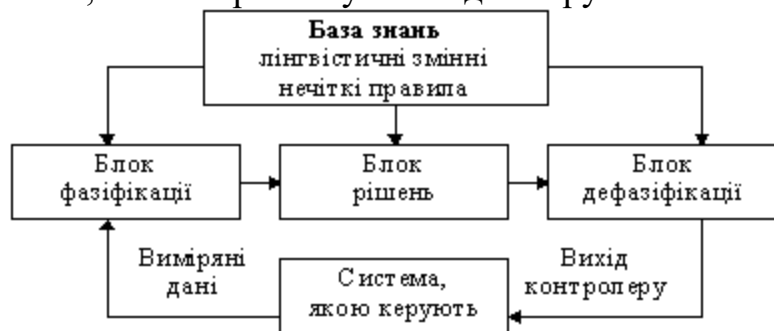 База знань
лінгвістичні змінні
нечіткі правила
Блок
фазіфікації
Блок
рішень
Блок
дефазіфікації
Виміряні
дані
Система,
якою керують
Вихід
контролеру